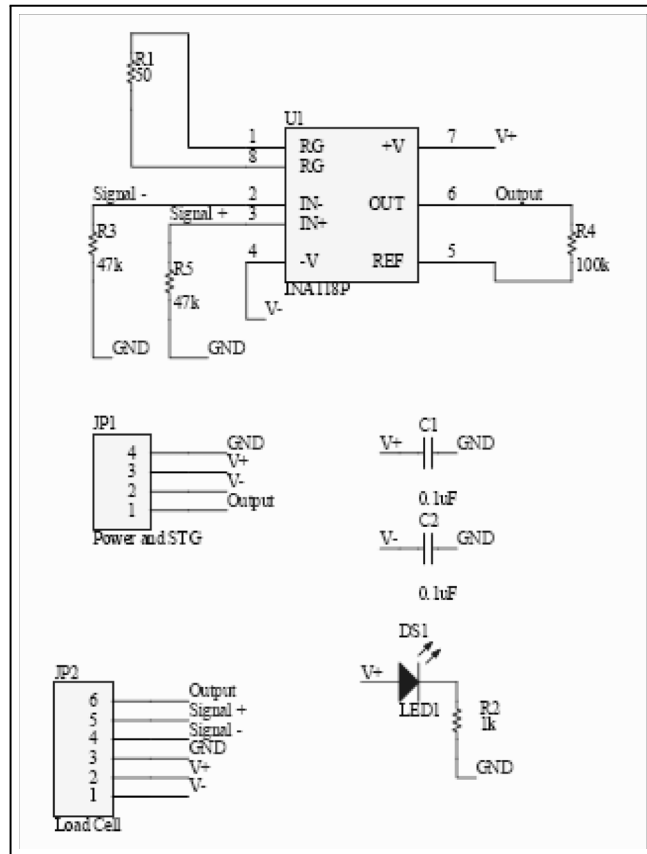 R1
50
U1
1
RG
+V
7
V+
8
RG
Signal -
2
IN-
OUT
6
Output
Signal +
3
IN+
R3
47k
R5
47k
4
-V
REF
5
R4
100k
INA118P
V-
GND
GND
JP1
4
GND
3
V+
2
V-
1
Output
Power and STG
C1
V+
GND
0.1uF
C2
V-
GND
0.1uF
DS1
V+
LED1
R2
1k
GND
JP2
6
Output
5
Signal +
4
Signal -
3
GND
2
V+
1
V-
Load Cell